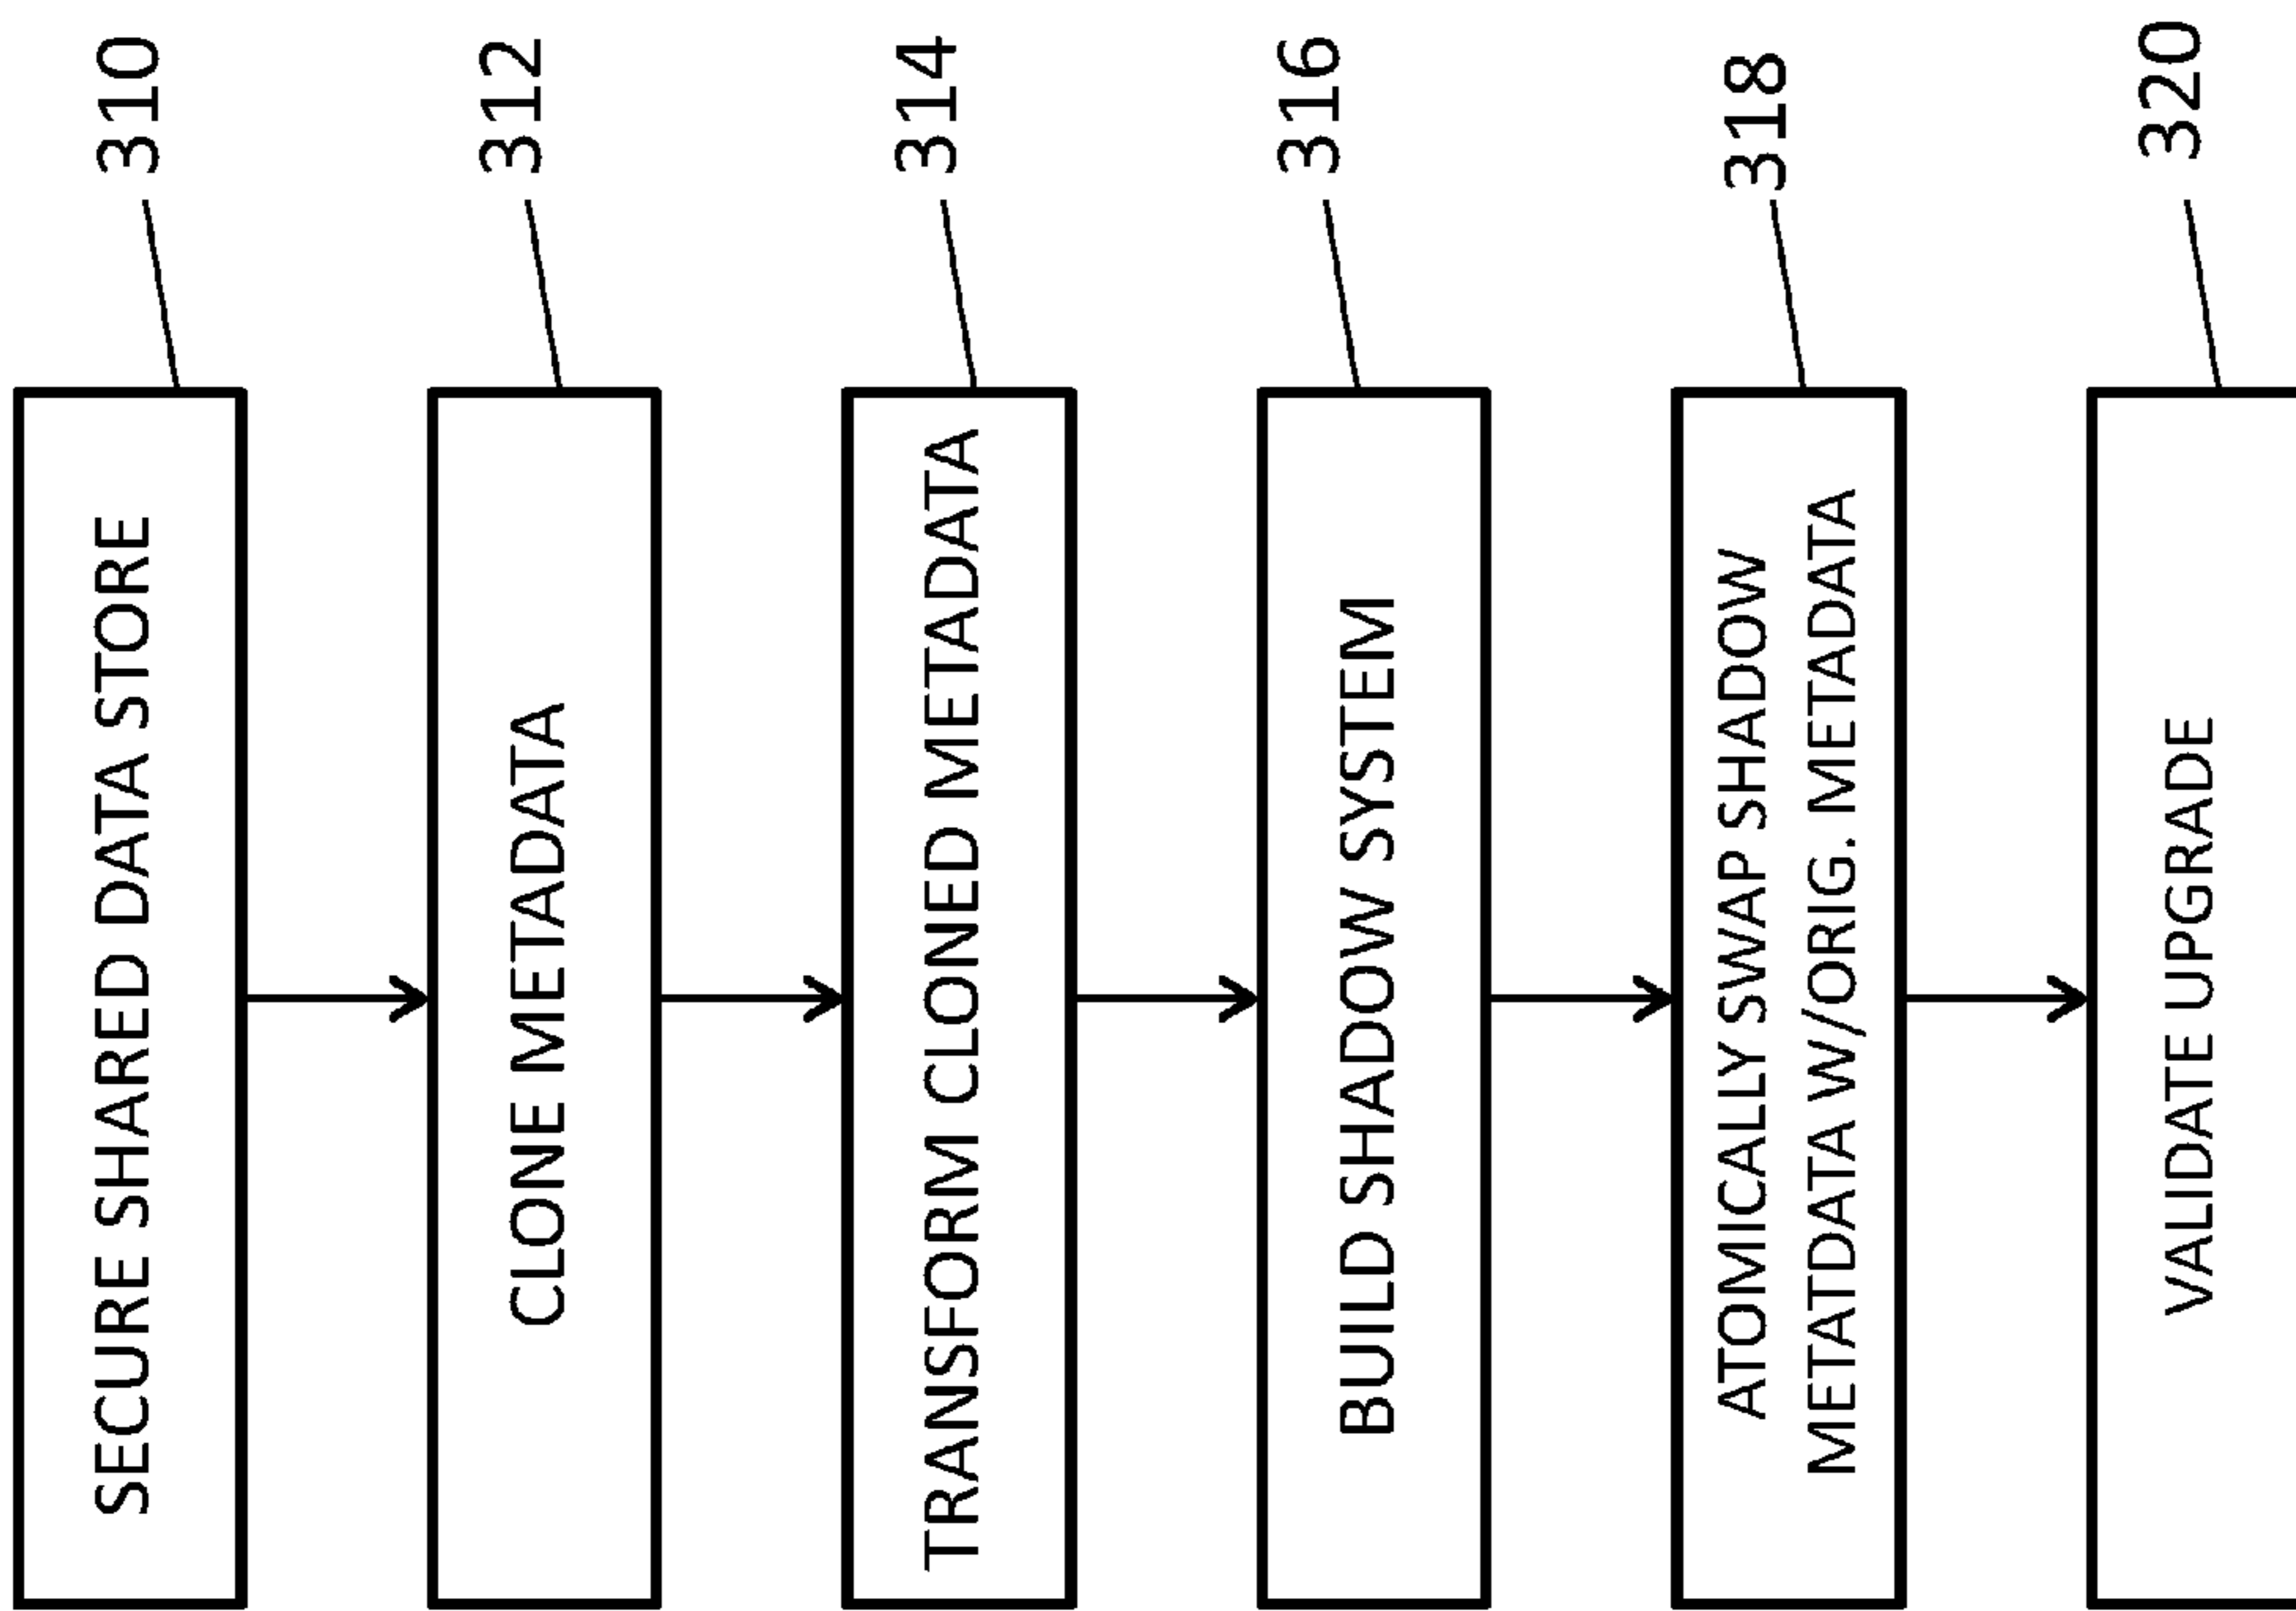 SECURE SHARED DATA STORE
310
CLONE METADATA
312
TRANSFORM CLONED METADATA
314
BUILD SHADOW SYSTEM
316
ATOMICALLY SWAP SHADOW
METATDATA W/ORIG. METADATA
318
VALIDATE UPGRADE
320